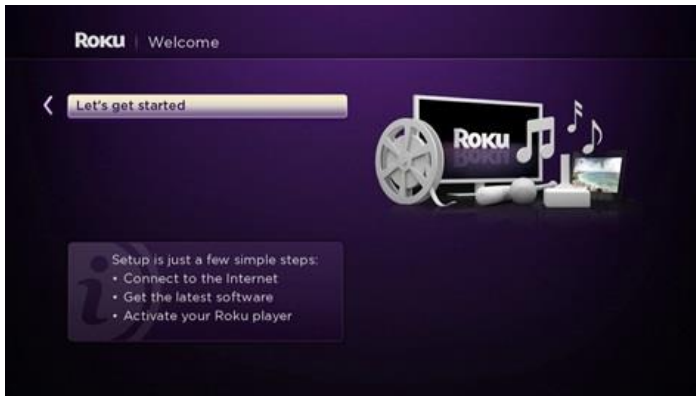 Roku | Welcome
Let's get started
Roku
Setup is just a few simple steps:
• Connect to the Internet
• Get the latest software
• Activate your Roku player